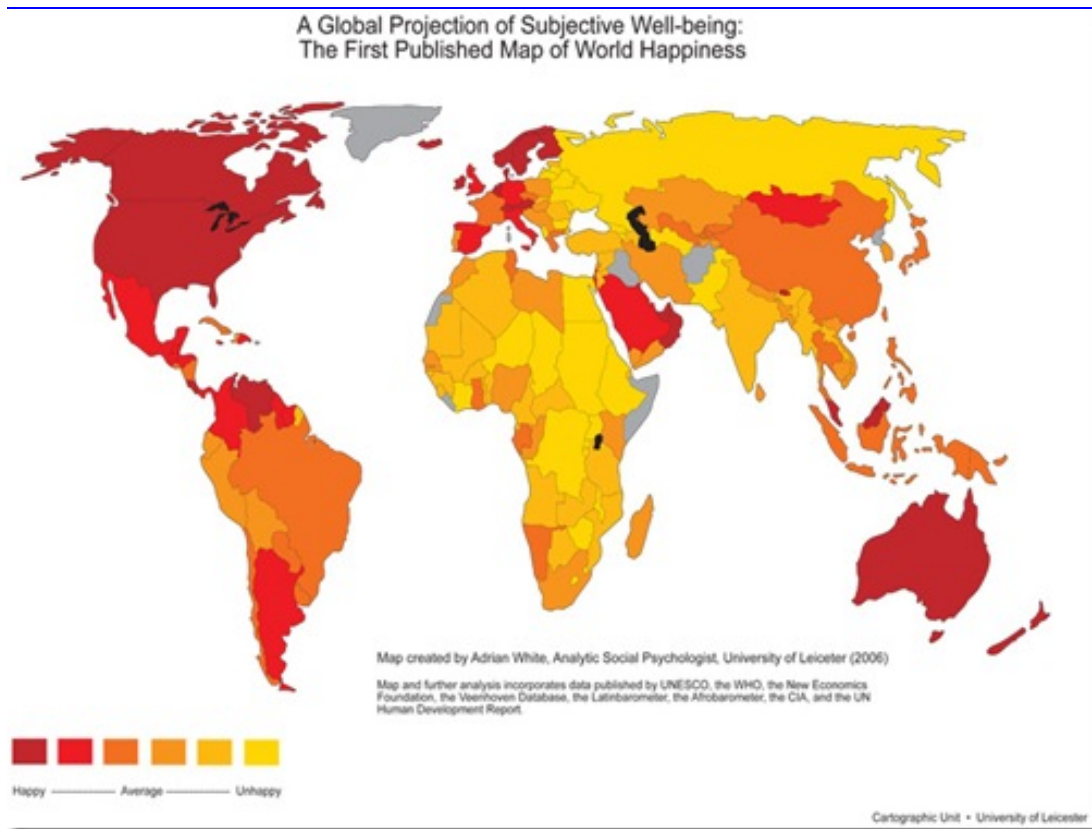 A Global Projection of Subjective Well-being:
The First Published Map of World Happiness
Map created by Adrian White, Analytic Social Psychologist, University of Leiceter (2006)
Map and further analysis incorporates data published by UNESCO, the WHO, the New Economics
Foundation, the Veenhoven Database, the Latinbarometer, the Afrobarometer, the CIA, and the UN
Human Development Report.
Happy Average Unhappy
Cartographic Unit • University of Leicester